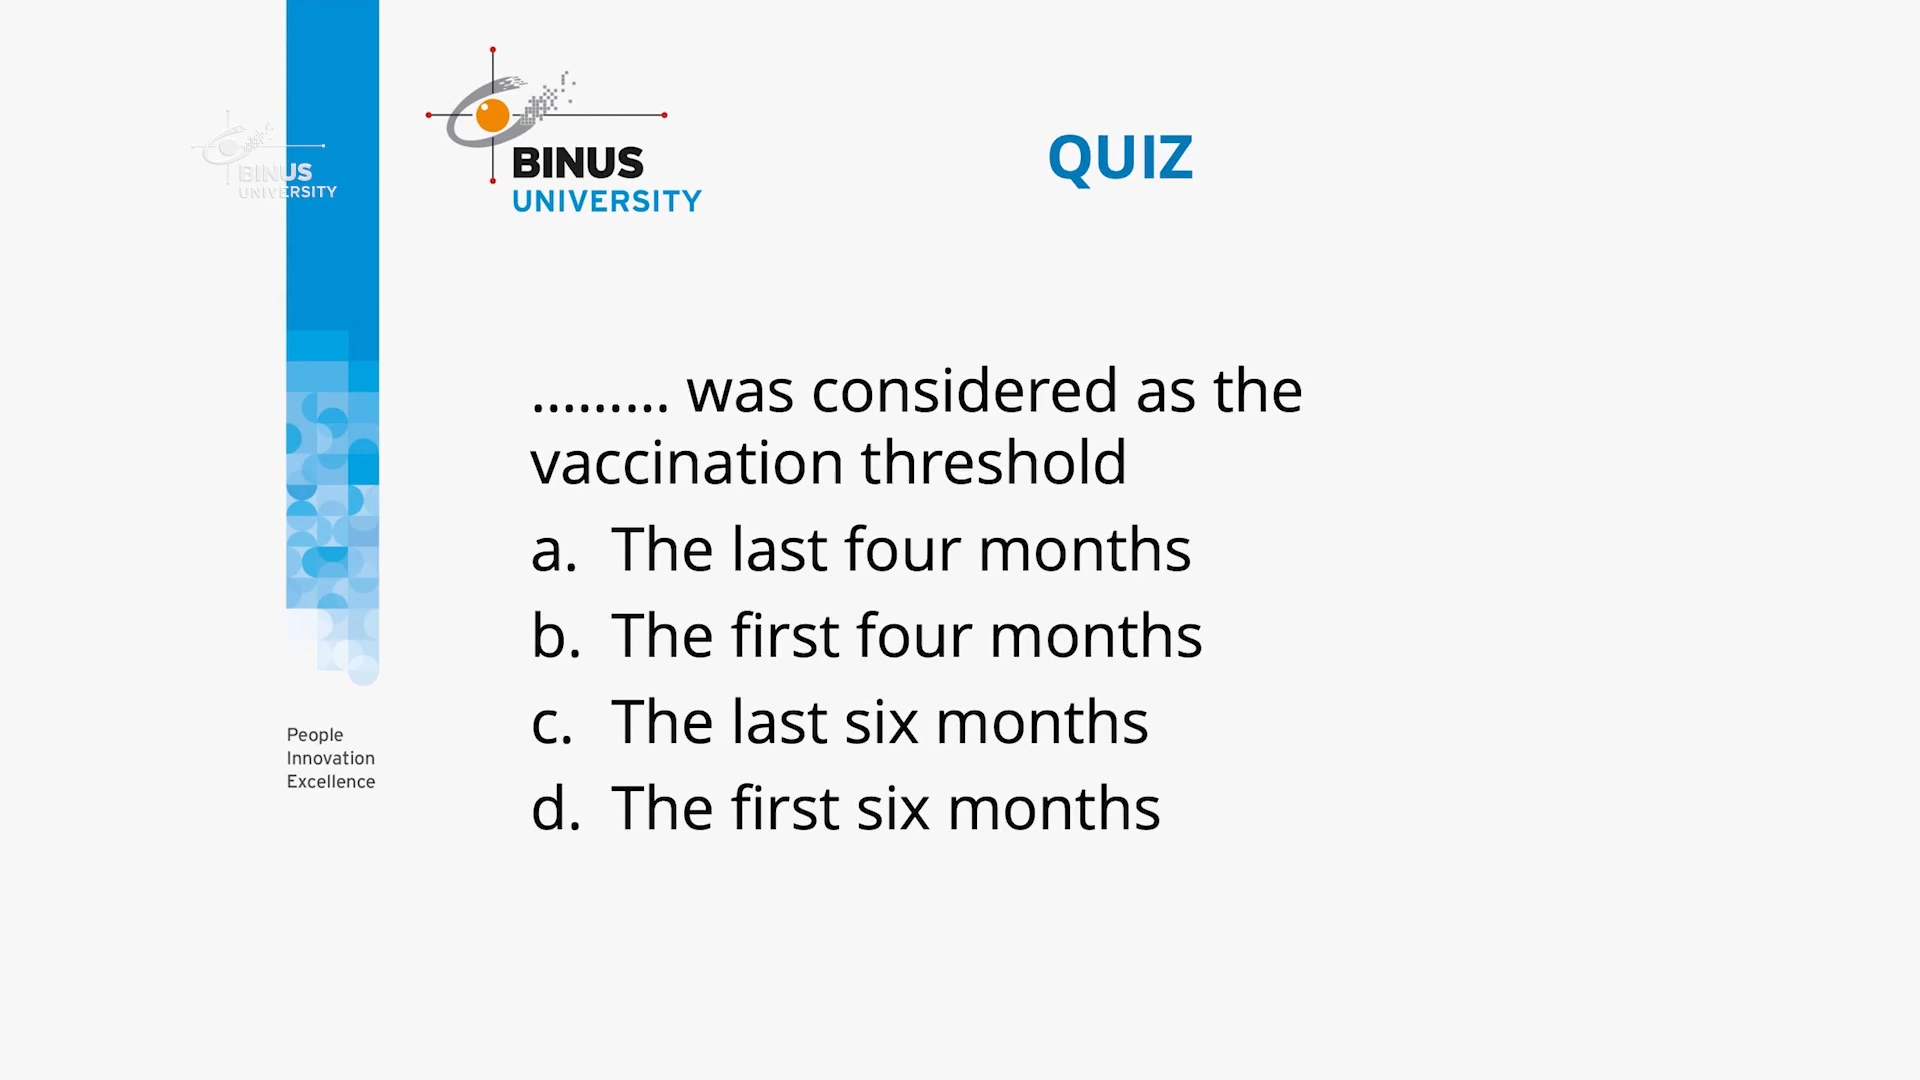 BINUS
UNIVERSITY
BINUS
UNIVERSITY
QUIZ
......... was considered as the
vaccination threshold
a. The last four months
b. The first four months
c. The last six months
d. The first six months
People
Innovation
Excellence